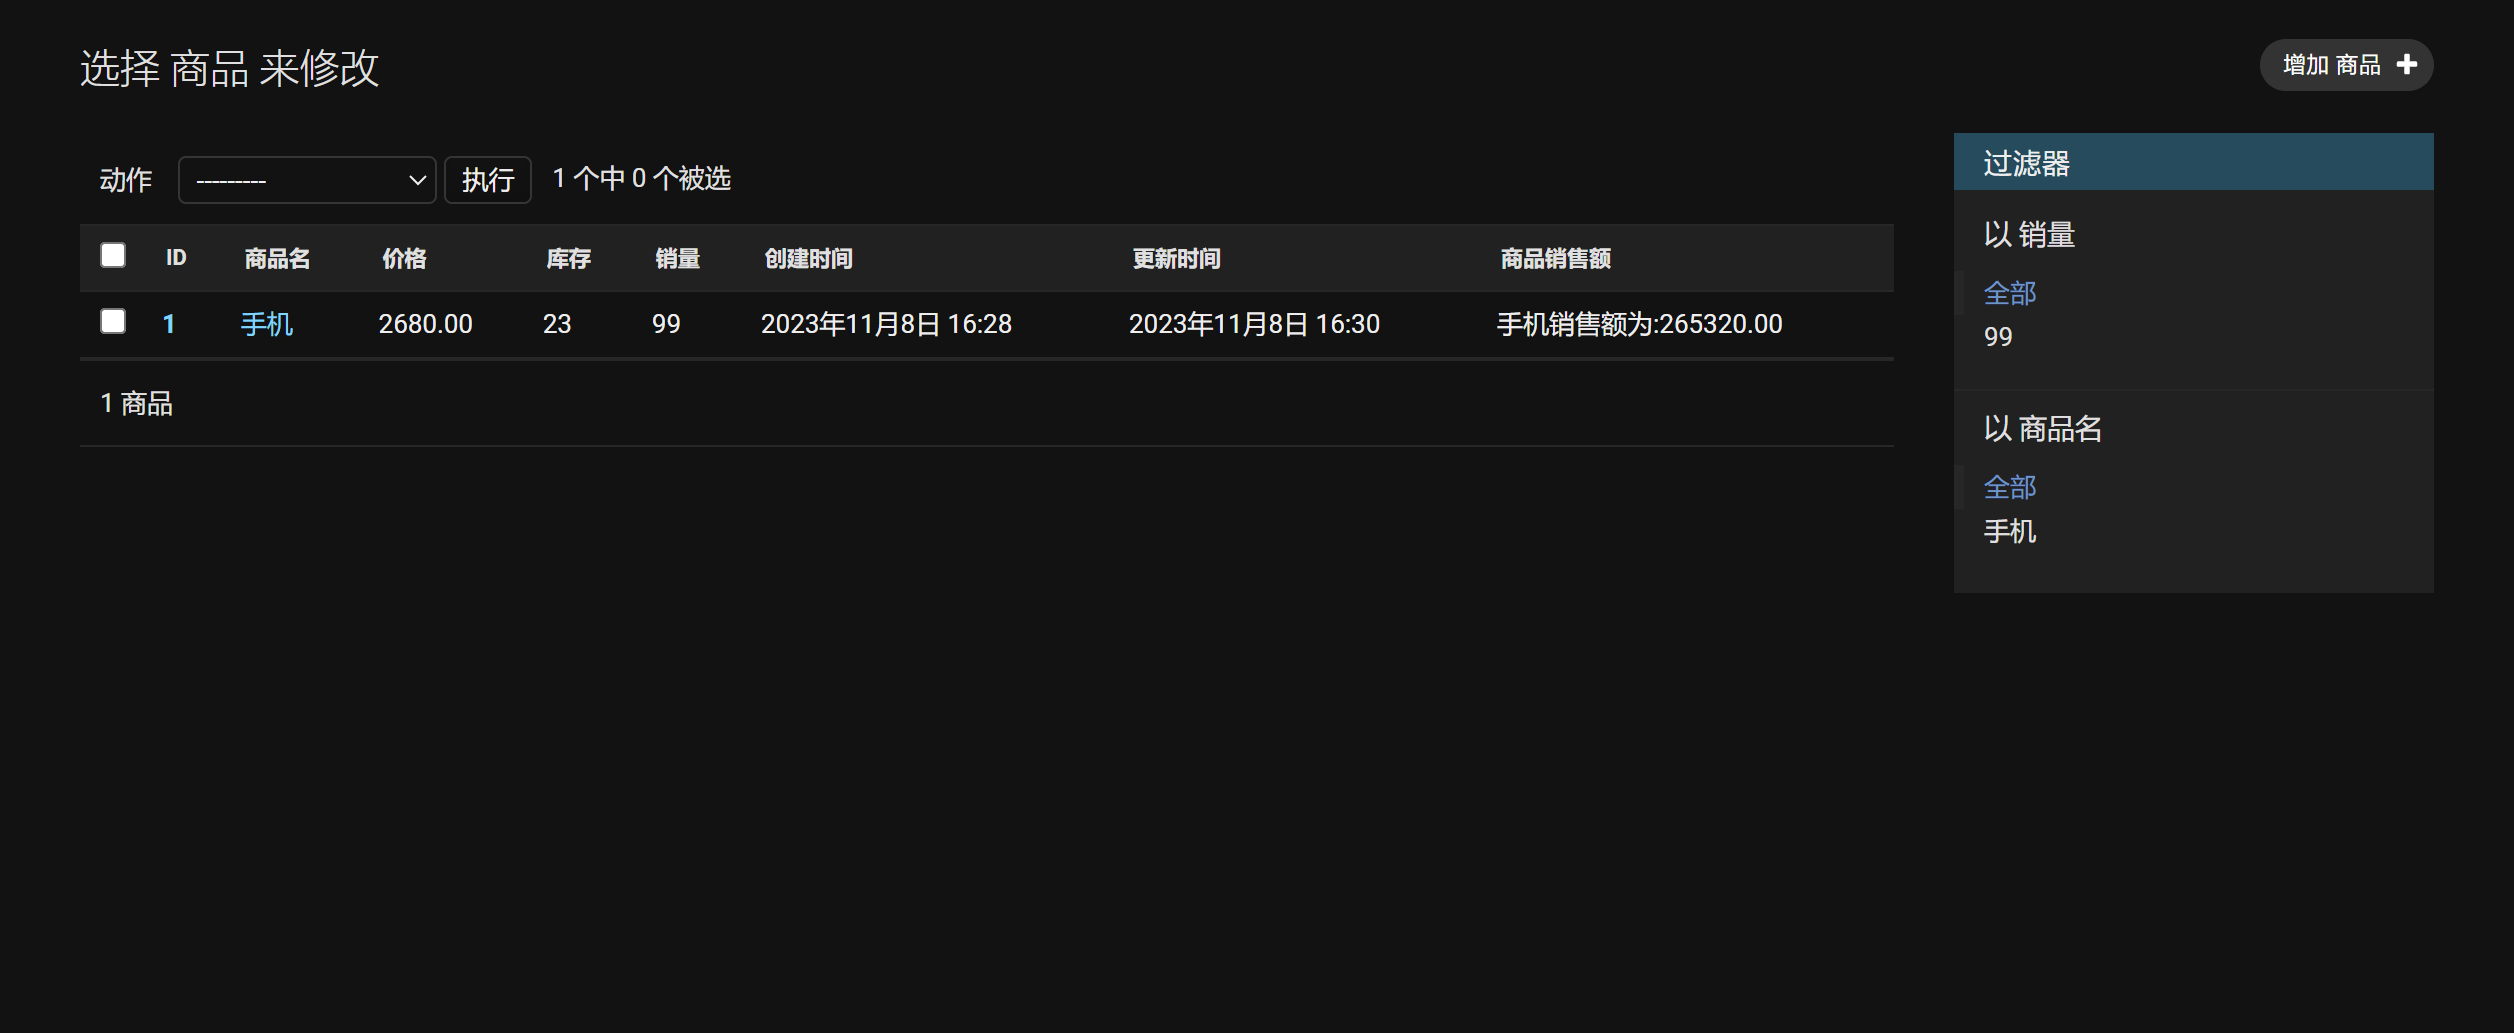 选择 商品 来修改
增加 商品
动作 --------- 执行 1 个中 0 个被选
ID 商品名 价格 库存 销量 创建时间 更新时间 商品销售额
1 手机 2680.00 23 99 2023年11月8日 16:28 2023年11月8日 16:30 手机销售额为:265320.00
1 商品
过滤器
以 销量
全部
99
以 商品名
全部
手机